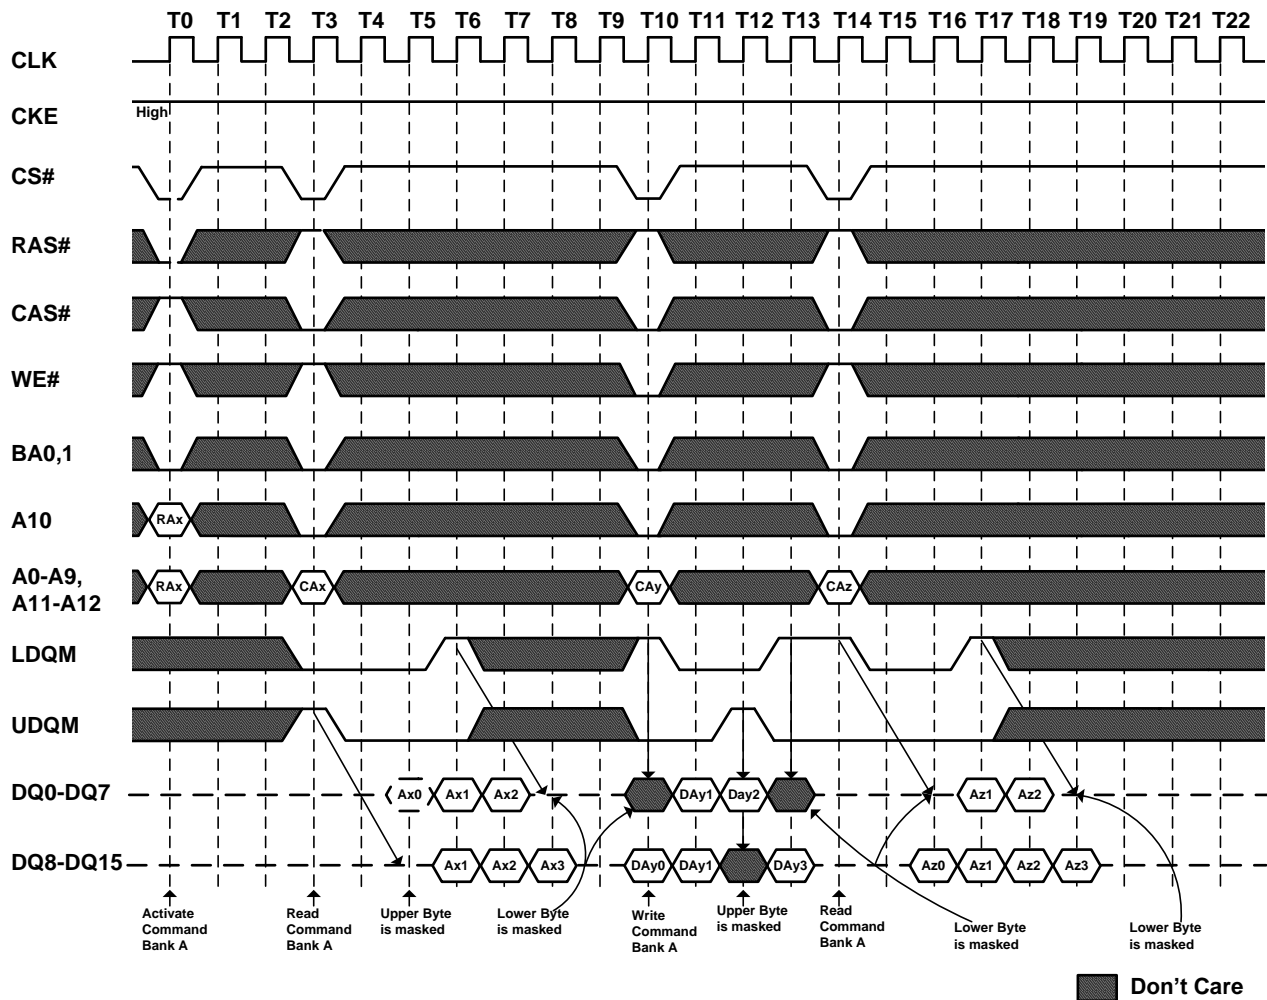 T0 T1 T2 T3 T4 T5 T6 T7 T8 T9 T10 T11 T12 T13 T14 T15 T16 T17 T18 T19 T20 T21 T22
CLK
CKE
High
CS#
RAS#
CAS#
WE#
BA0,1
A10
RAx
A0-A9,
A11-A12
RAx CAx CAy CAz
LDQM
UDQM
DQ0-DQ7
Ax0 Ax1 Ax2 DAy1 Day2 Az1 Az2
DQ8-DQ15
Ax1 Ax2 Ax3 DAy0 DAy1 DAy3 Az0 Az1 Az2 Az3
Activate
Command
Bank A
Read
Command
Bank A
Upper Byte
is masked
Lower Byte
is masked
Write
Command
Bank A
Upper Byte
is masked
Read
Command
Bank A
Lower Byte
is masked
Lower Byte
is masked
Don't Care